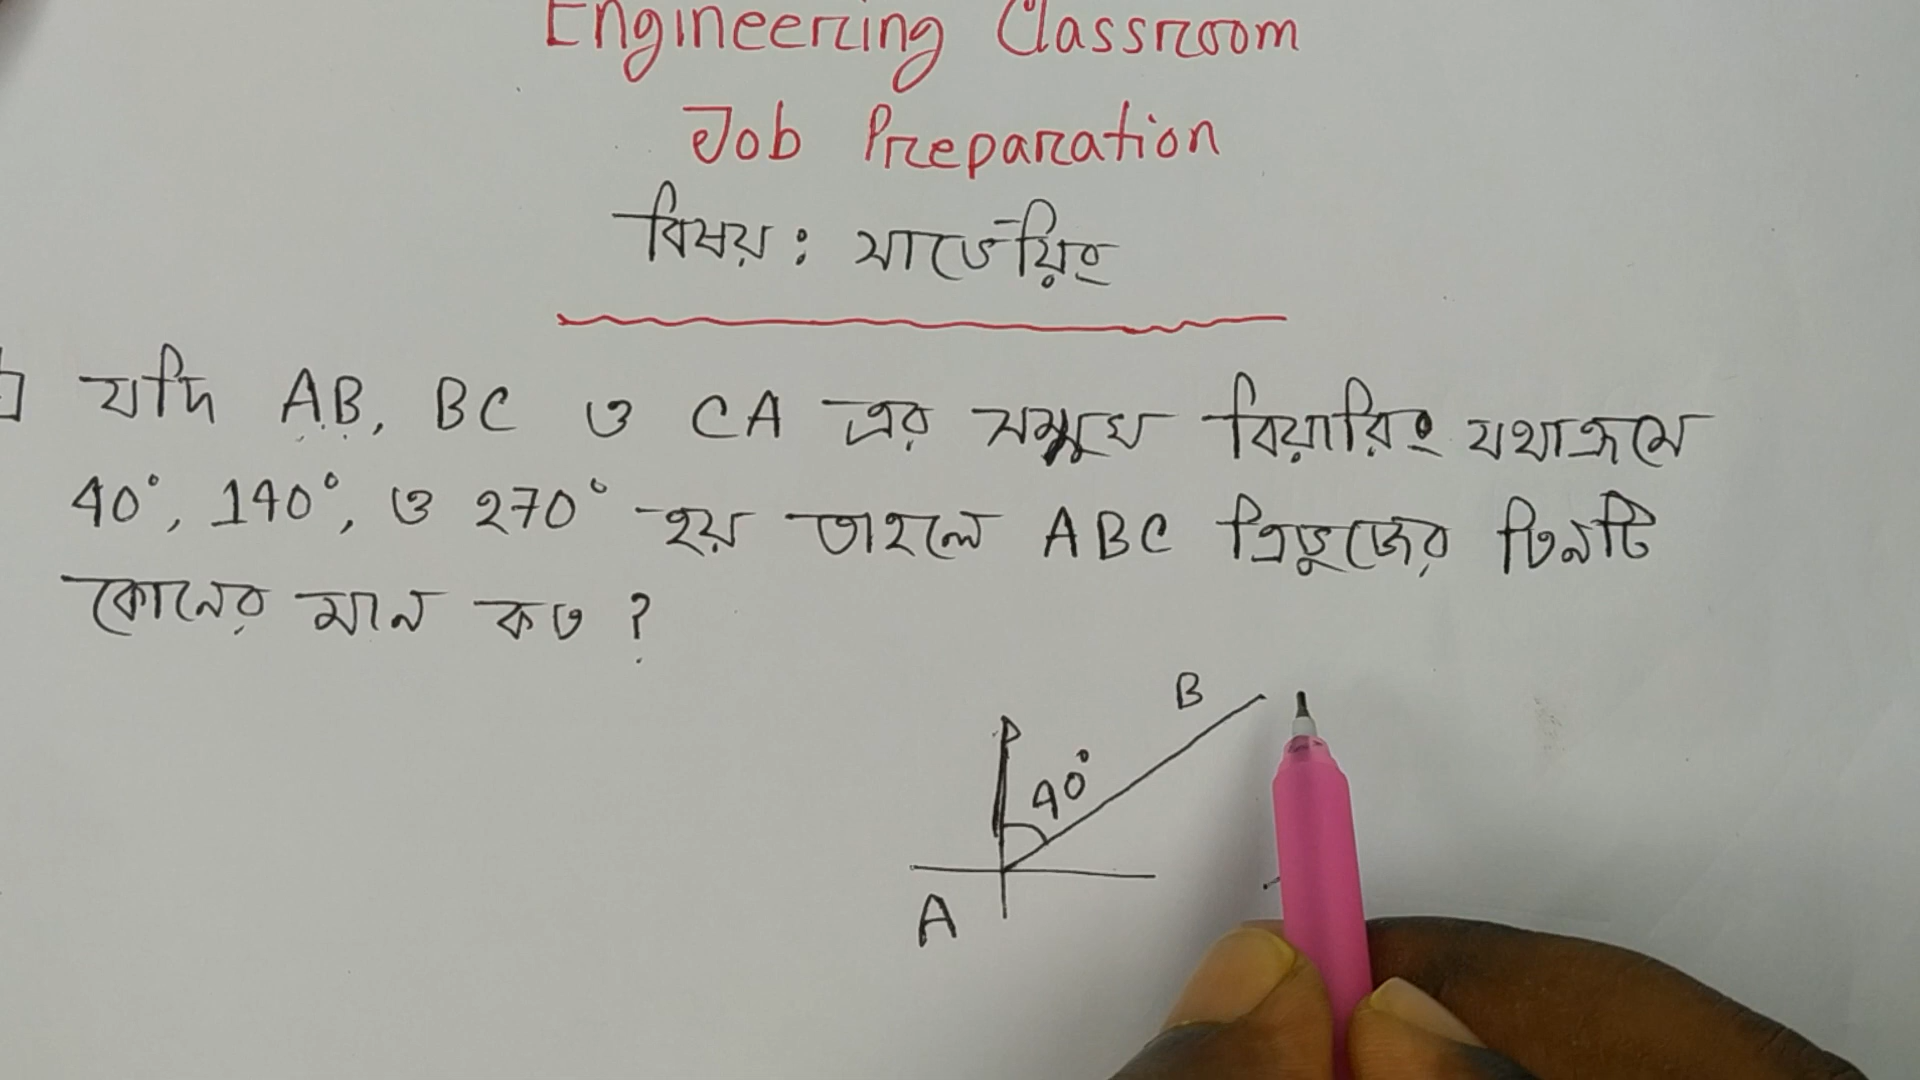 Engineering Classroom
Job Preparation
বিষয় : সার্ভেয়িং
যদি AB, BC ও CA এর সম্মুখ বিয়ারিং যথাক্রমে
40°, 140°, ও 270° হয় তাহলে ABC ত্রিভুজের তিনটি
কোনের মান কত ?
B
40°
A